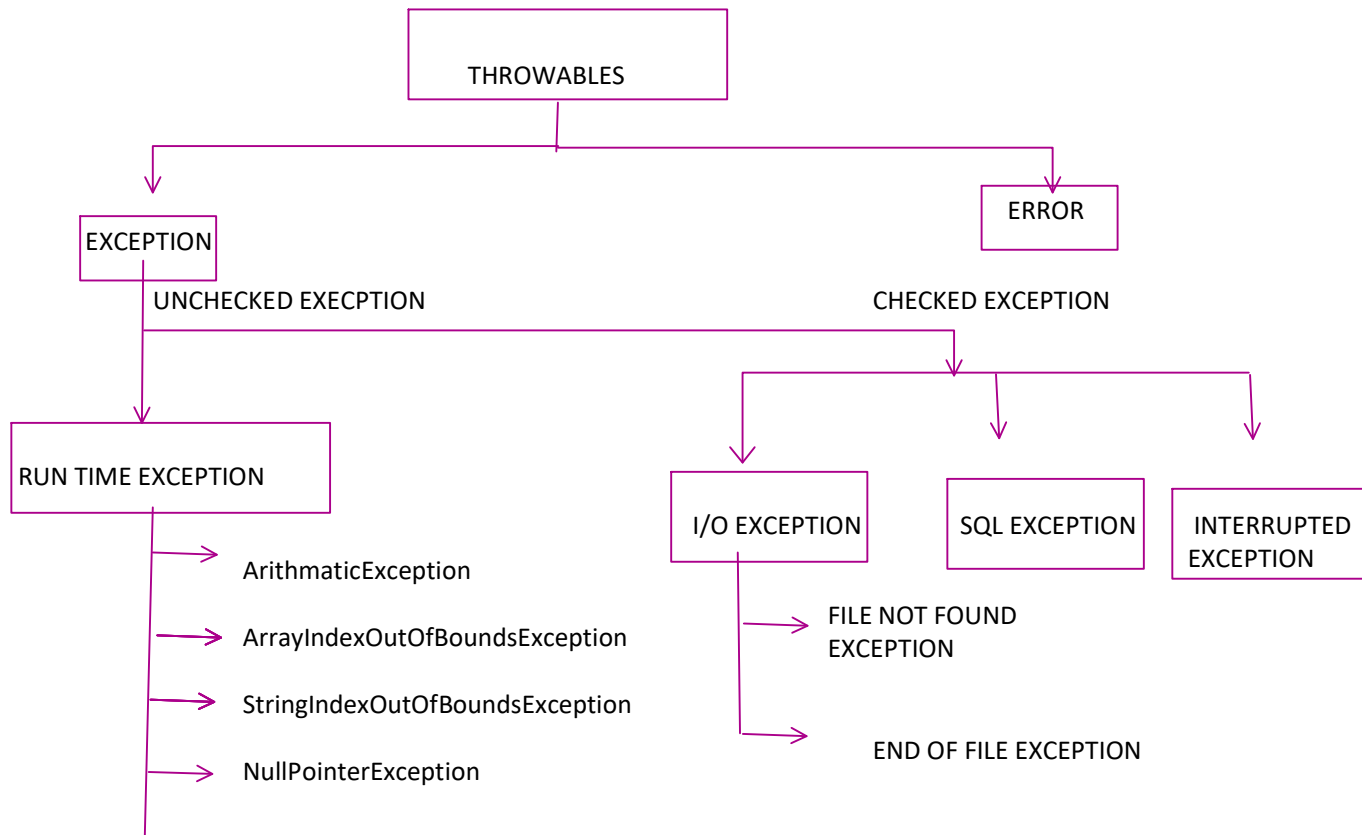 THROWABLES
ERROR
EXCEPTION
UNCHECKED EXECPTION
CHECKED EXCEPTION
RUN TIME EXCEPTION
I/O EXCEPTION
SQL EXCEPTION
INTERRUPTED
EXCEPTION
ArithmaticException
FILE NOT FOUND
EXCEPTION
ArrayIndexOutOfBoundsException
StringIndexOutOfBoundsException
END OF FILE EXCEPTION
NullPointerException